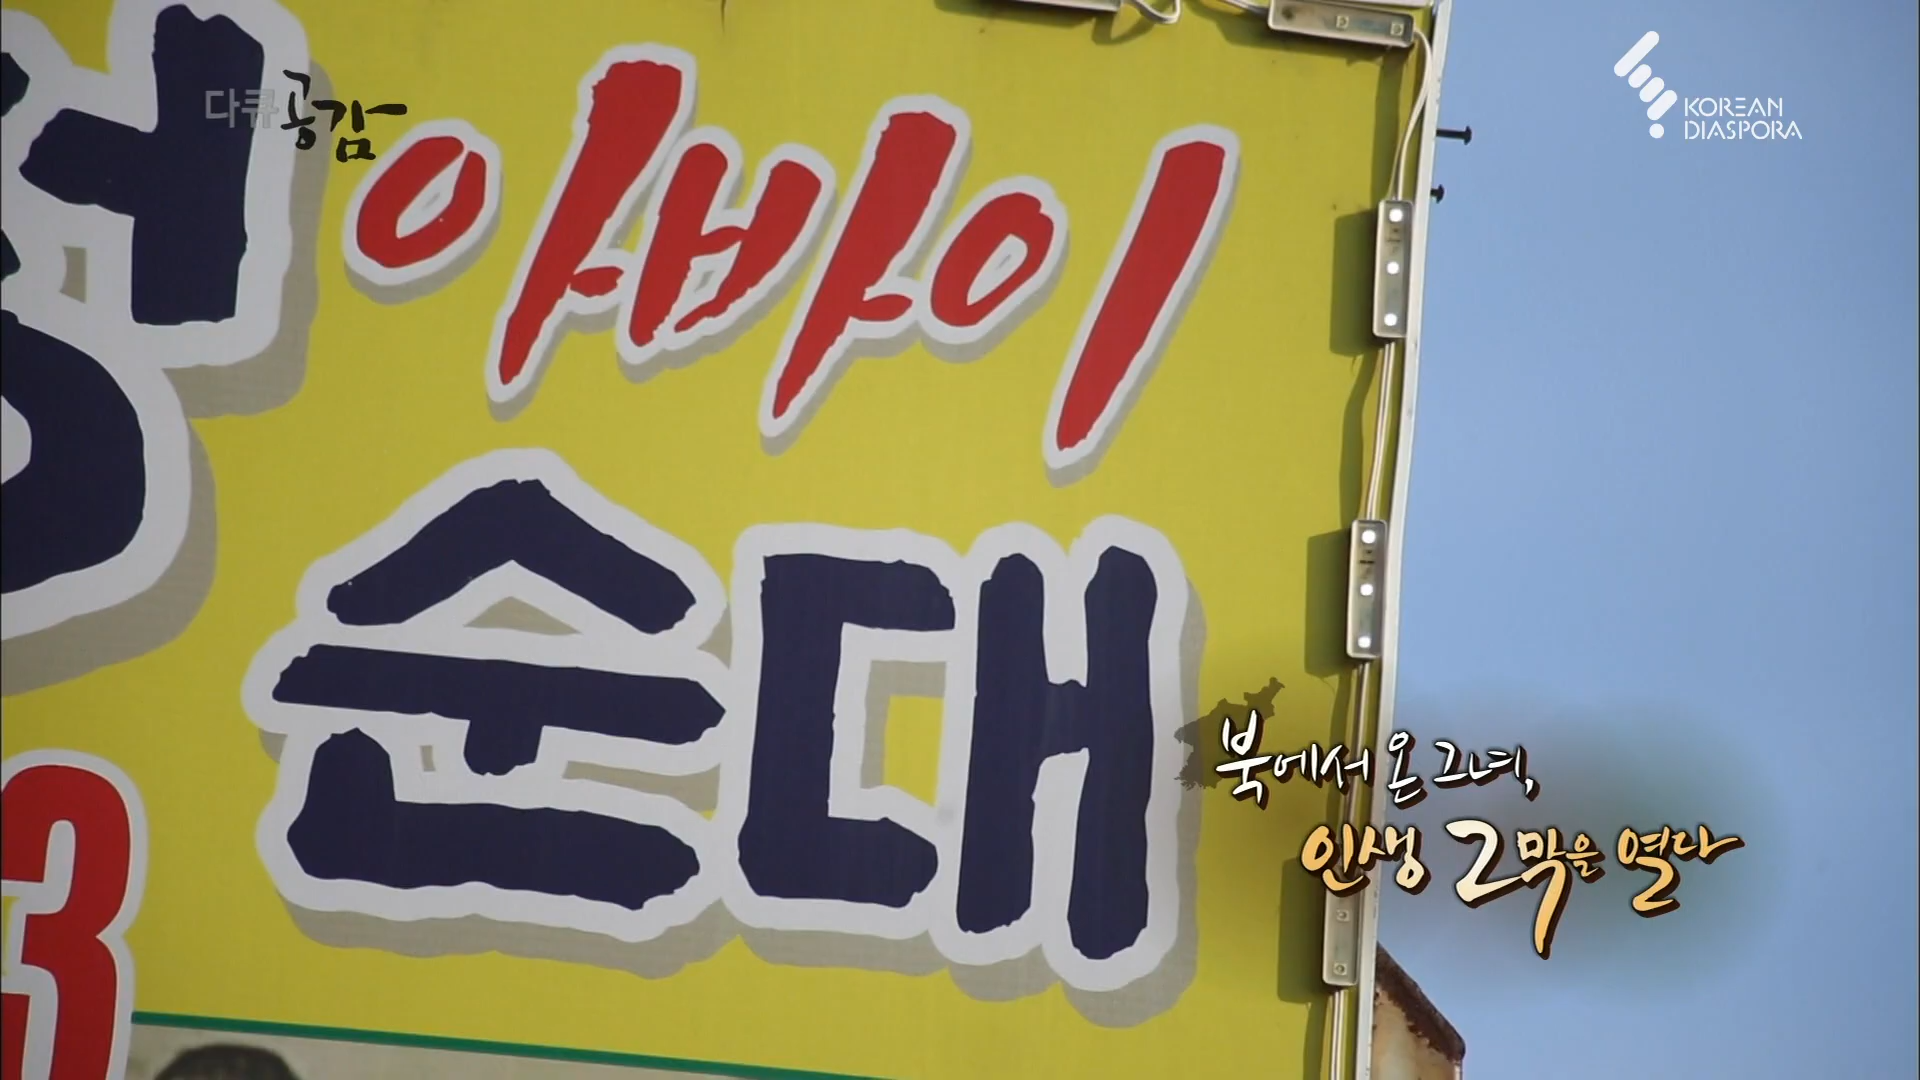 다큐 공감
KOREAN
DIASPORA
아바이
순대
3
북에서 온 그녀,
인생 2막을 열다